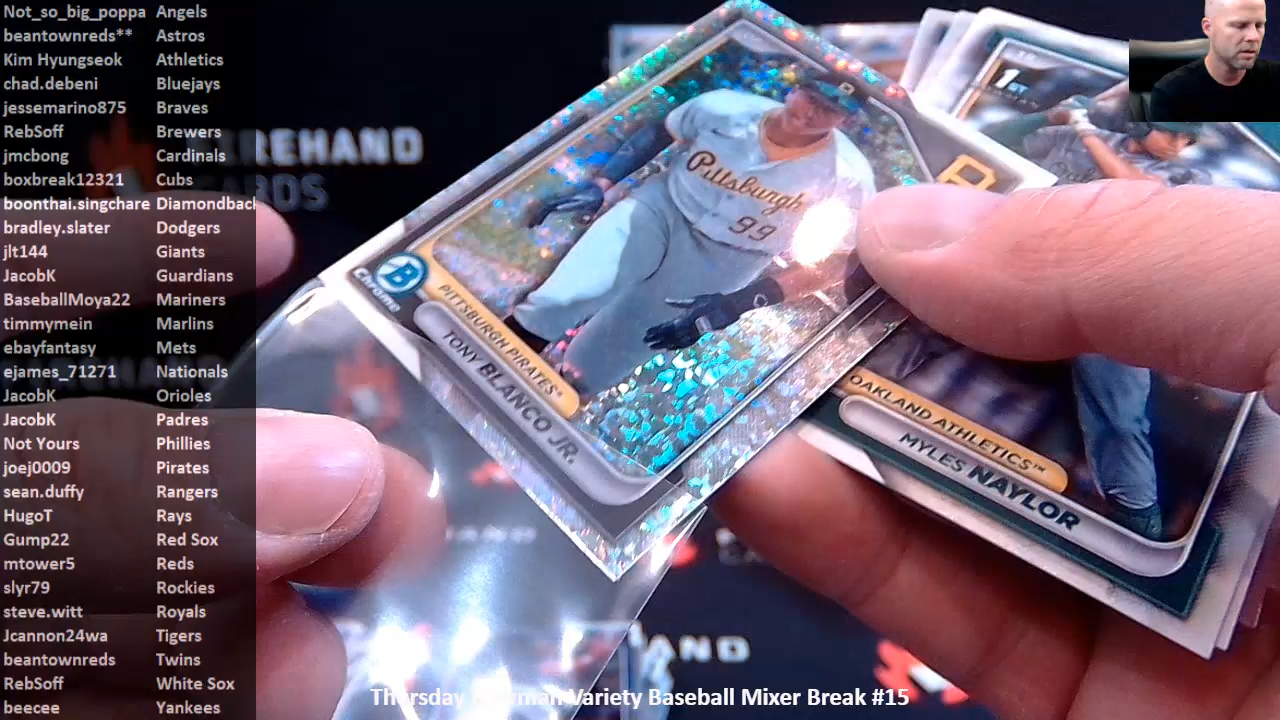 Not_so_big_poppa Angels
beantownreds** Astros
Kim Hyungseok Athletics
chad.debeni Bluejays
jessemarino875 Braves
RebSoff Brewers
jmcbong Cardinals
boxbreak12321 Cubs
boonthai.singchare Diamondback
bradley.slater Dodgers
jlt144 Giants
JacobK Guardians
BaseballMoya22 Mariners
timmymein Marlins
ebayfantasy Mets
ejames_71271 Nationals
JacobK Orioles
JacobK Padres
Not Yours Phillies
joej0009 Pirates
sean.duffy Rangers
HugoT Rays
Gump22 Red Sox
mtower5 Reds
slyr79 Rockies
steve.witt Royals
Jcannon24wa Tigers
beantownreds Twins
RebSoff White Sox
beecee Yankees
Pittsburgh
99
B
Chrome
PITTSBURGH PIRATES
TONY BLANCO JR.
1ST
OAKLAND ATHLETICS™
MYLES NAYLOR
Variety Baseball Mixer Break #15